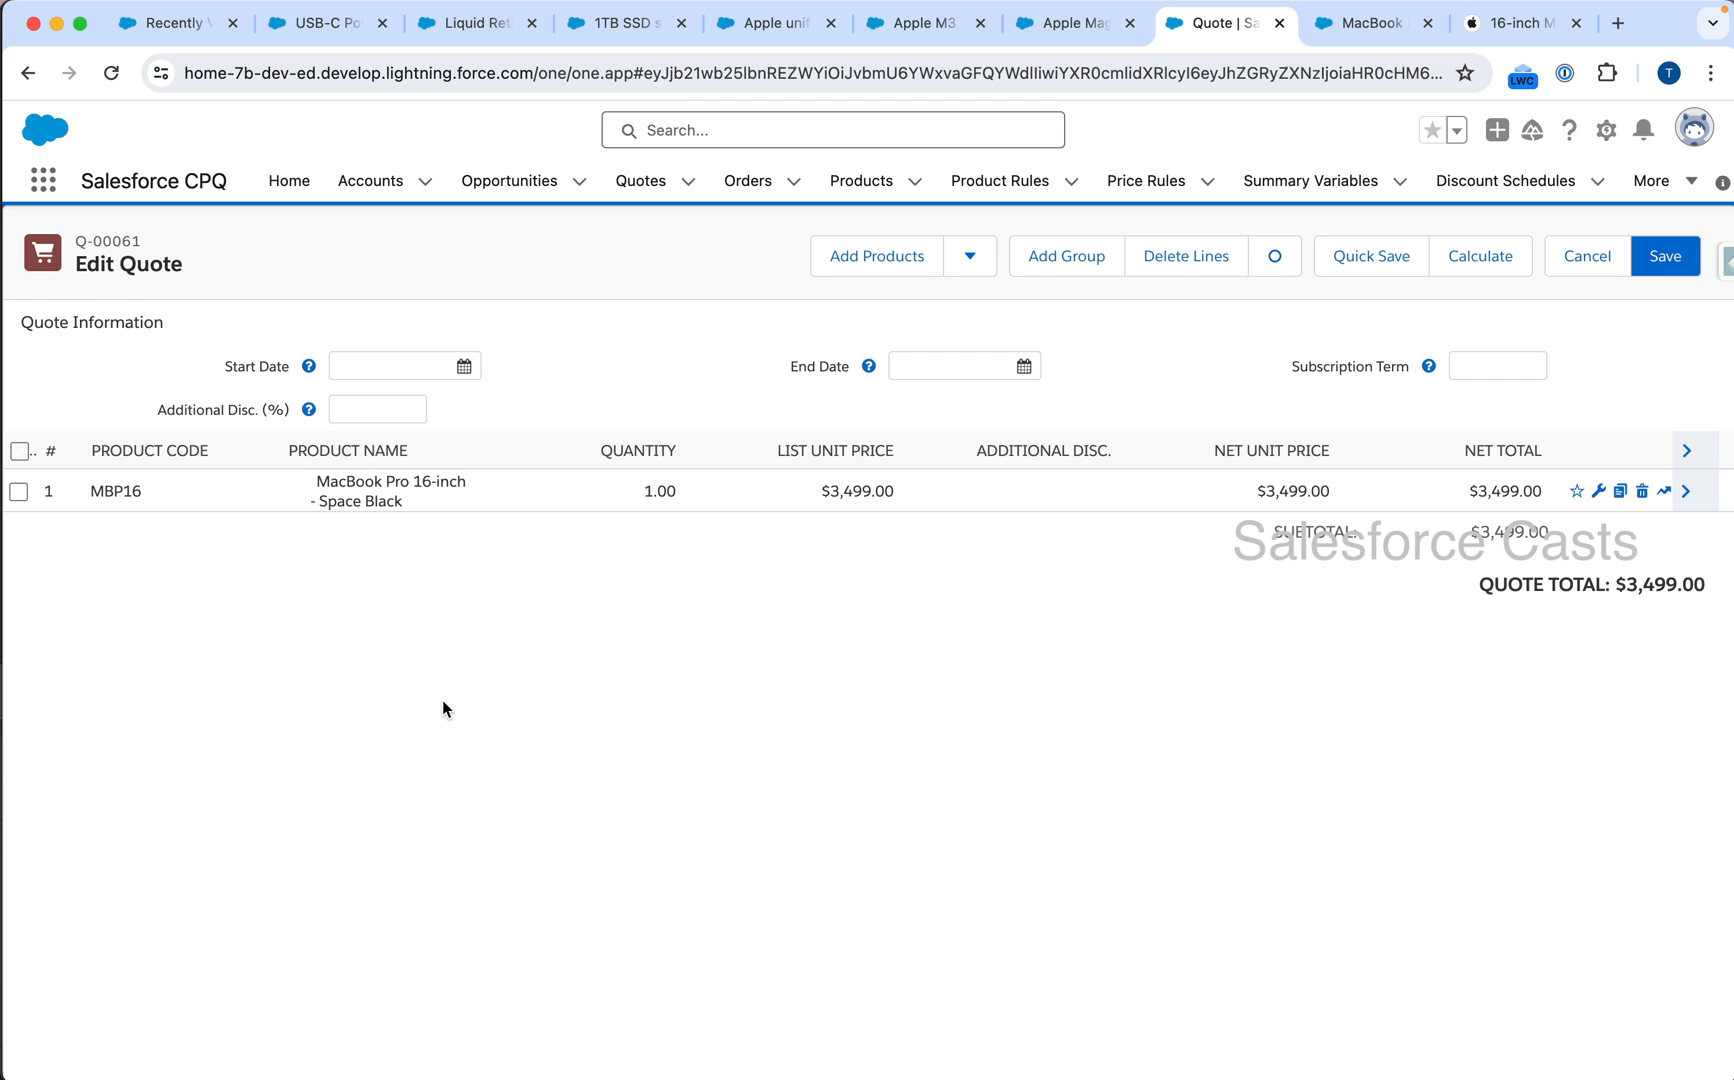 Recently V
USB-C Po
Liquid Ret
1TB SSD s
Apple unif
Apple M3
Apple Mag
Quote | Sa
MacBook
16-inch M
home-7b-dev-ed.develop.lightning.force.com/one/one.app#eyJjb21wb25lbnREZWYiOiJvbmU6YWxvaGFQYWdlIiwiYXR0cmlidXRlcyI6eyJhZGRyZXNzIjoiaHR0cHM6...
LWC
T
Search...
Salesforce CPQ
Home
Accounts
Opportunities
Quotes
Orders
Products
Product Rules
Price Rules
Summary Variables
Discount Schedules
More
Q-00061
Edit Quote
Add Products
Add Group
Delete Lines
Quick Save
Calculate
Cancel
Save
Quote Information
Start Date
End Date
Subscription Term
Additional Disc. (%)
.. # PRODUCT CODE PRODUCT NAME QUANTITY LIST UNIT PRICE ADDITIONAL DISC. NET UNIT PRICE NET TOTAL
1 MBP16 MacBook Pro 16-inch - Space Black 1.00 $3,499.00 $3,499.00 $3,499.00
SUBTOTAL: $3,499.00
Salesforce Casts
QUOTE TOTAL: $3,499.00